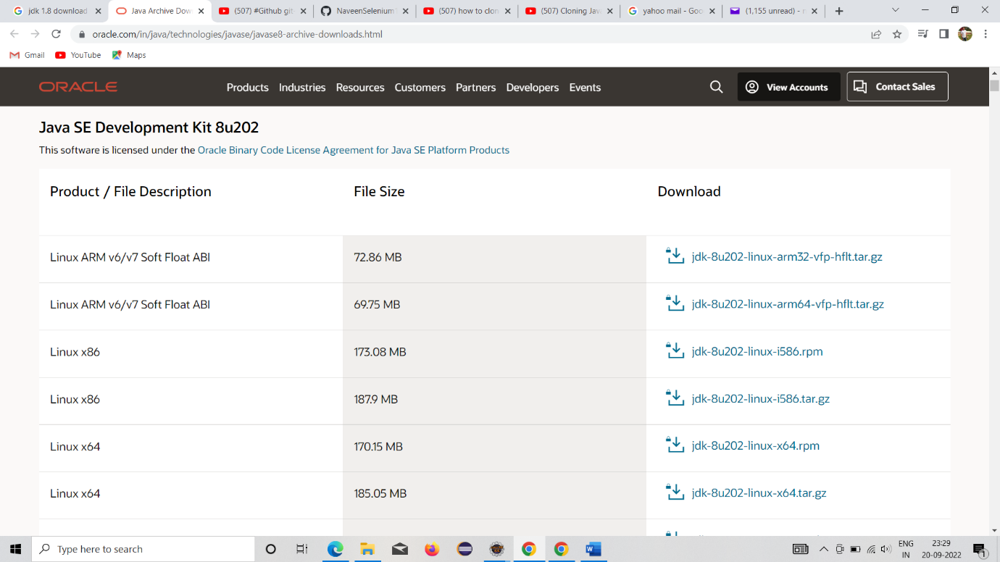 jdk 1.8 download
Java Archive Dow
(507) #Github git
NaveenSelenium
(507) how to clon
(507) Cloning Jav
yahoo mail - Goo
(1,155 unread) -
oracle.com/in/java/technologies/javase/javase8-archive-downloads.html
Gmail YouTube Maps
ORACLE Products Industries Resources Customers Partners Developers Events View Accounts Contact Sales
Java SE Development Kit 8u202
This software is licensed under the Oracle Binary Code License Agreement for Java SE Platform Products
Product / File Description File Size Download
Linux ARM v6/v7 Soft Float ABI 72.86 MB jdk-8u202-linux-arm32-vfp-hflt.tar.gz
Linux ARM v6/v7 Soft Float ABI 69.75 MB jdk-8u202-linux-arm64-vfp-hflt.tar.gz
Linux x86 173.08 MB jdk-8u202-linux-i586.rpm
Linux x86 187.9 MB jdk-8u202-linux-i586.tar.gz
Linux x64 170.15 MB jdk-8u202-linux-x64.rpm
Linux x64 185.05 MB jdk-8u202-linux-x64.tar.gz
Type here to search
ENG
IN
23:29
20-09-2022
1